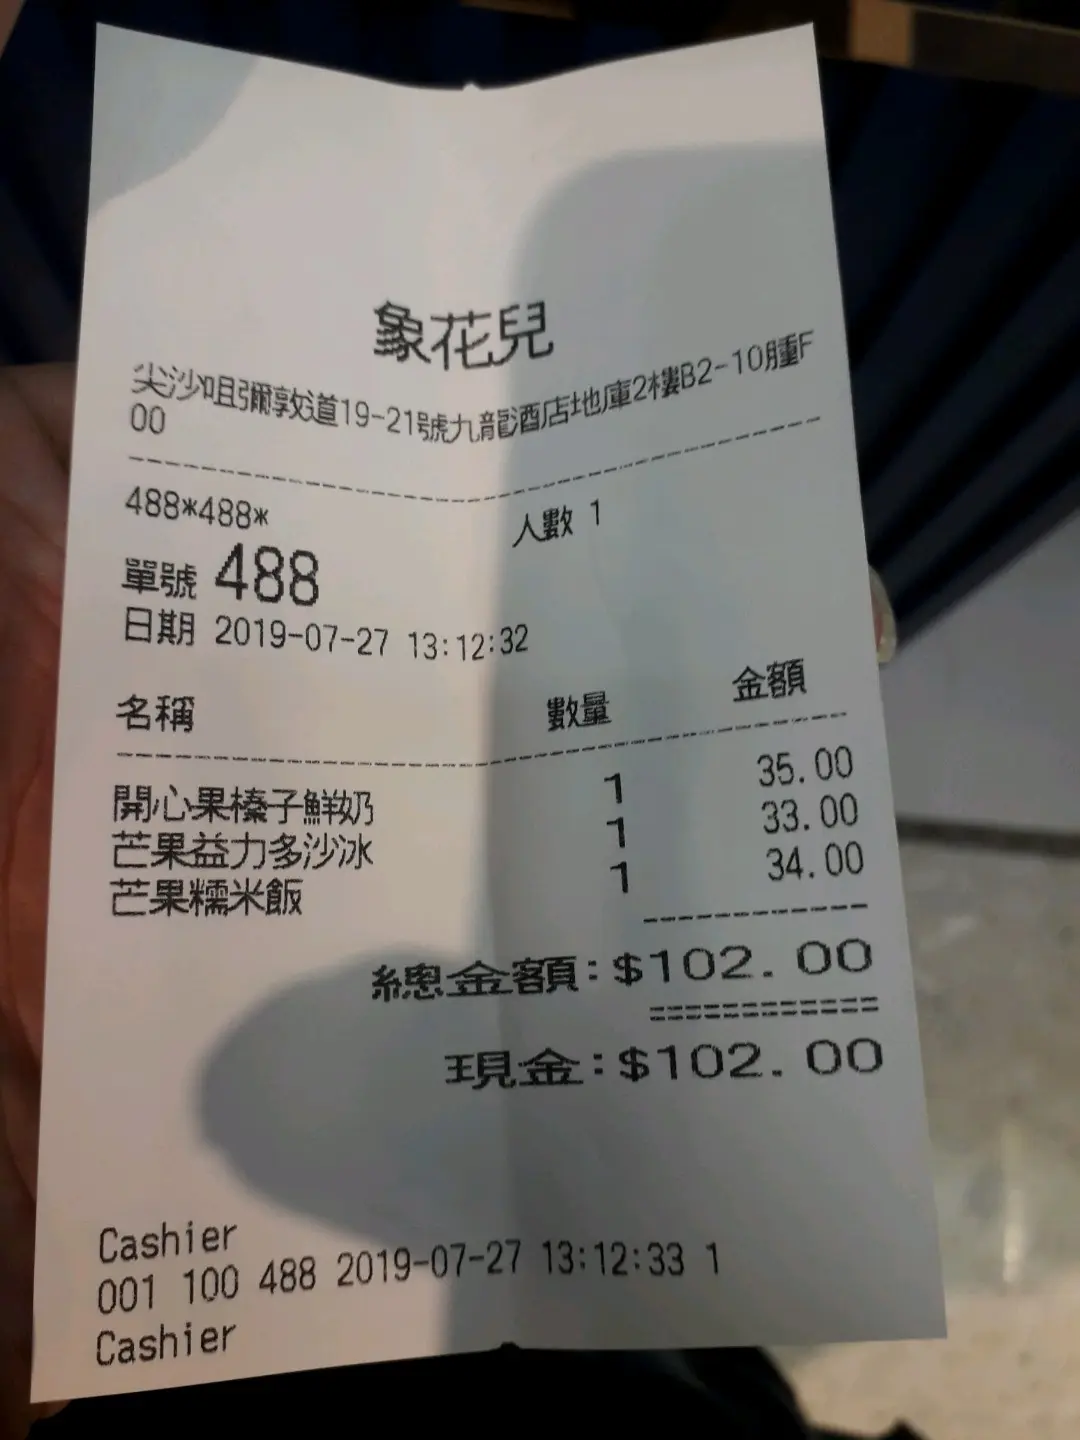 象花兒
尖沙咀彌敦道19-21號九龍酒店地庫2樓B2-10腫F
00
488*488* 人數 1
單號 488
日期 2019-07-27 13:12:32
名稱 數量 金額
開心果榛子鮮奶 1 35.00
芒果益力多沙冰 1 33.00
芒果糯米飯 1 34.00
總金額:$102.00
現金:$102.00
Cashier
001 100 488 2019-07-27 13:12:33 1
Cashier